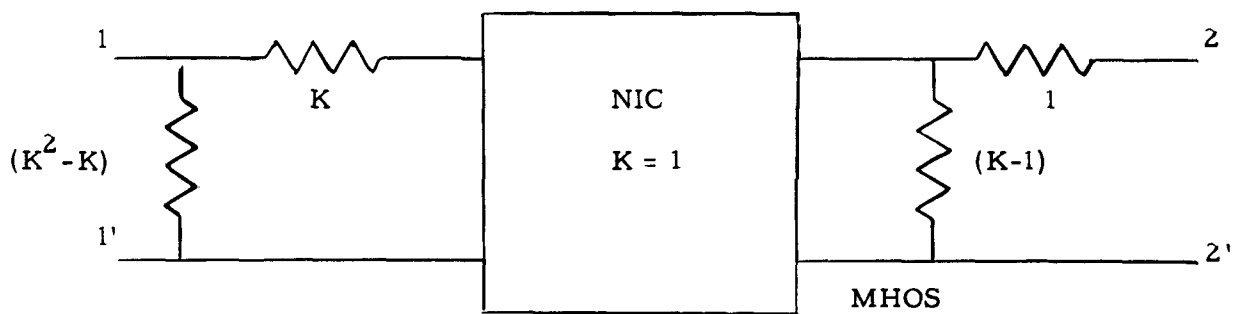 1
2
K
NIC
1
(K²-K)
K = 1
(K-1)
1'
2'
MHOS